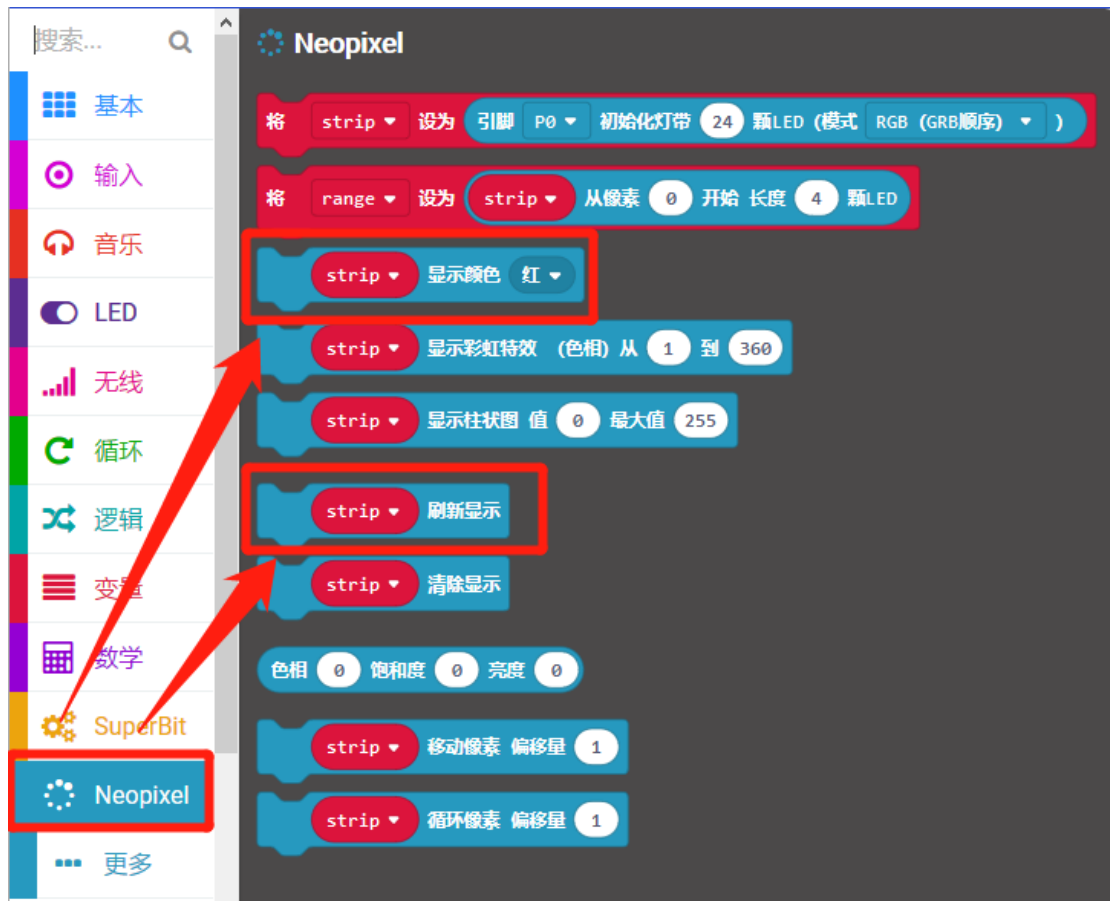 搜索...
基本
输入
音乐
LED
无线
循环
逻辑
变量
数学
SuperBit
Neopixel
更多
Neopixel
将 strip 设为 引脚 P0 初始化灯带 24 颗LED (模式 RGB (GRB顺序) )
将 range 设为 strip 从像素 0 开始 长度 4 颗LED
strip 显示颜色 红
strip 显示彩虹特效 (色相) 从 1 到 360
strip 显示柱状图 值 0 最大值 255
strip 刷新显示
strip 清除显示
色相 0 饱和度 0 亮度 0
strip 移动像素 偏移量 1
strip 循环像素 偏移量 1